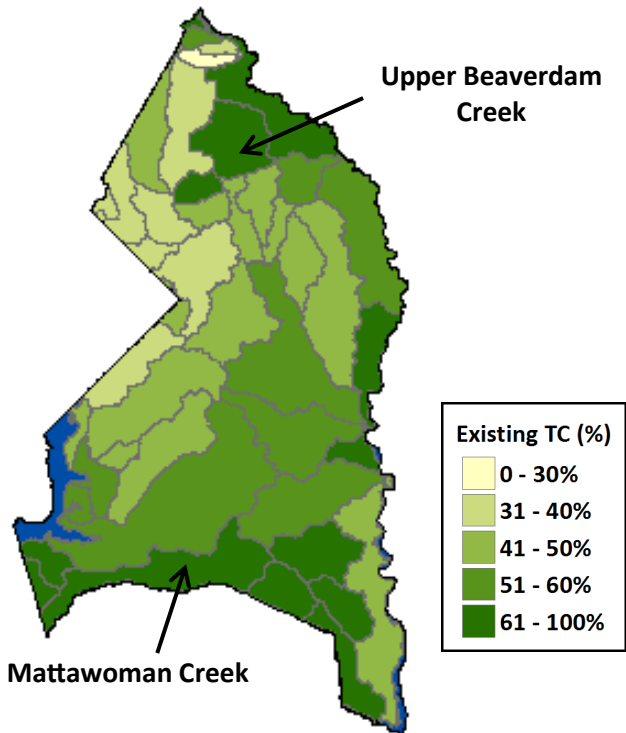 Upper Beaverdam
Creek
Existing TC (%)
0 - 30%
31 - 40%
41 - 50%
51 - 60%
61 - 100%
Mattawoman Creek